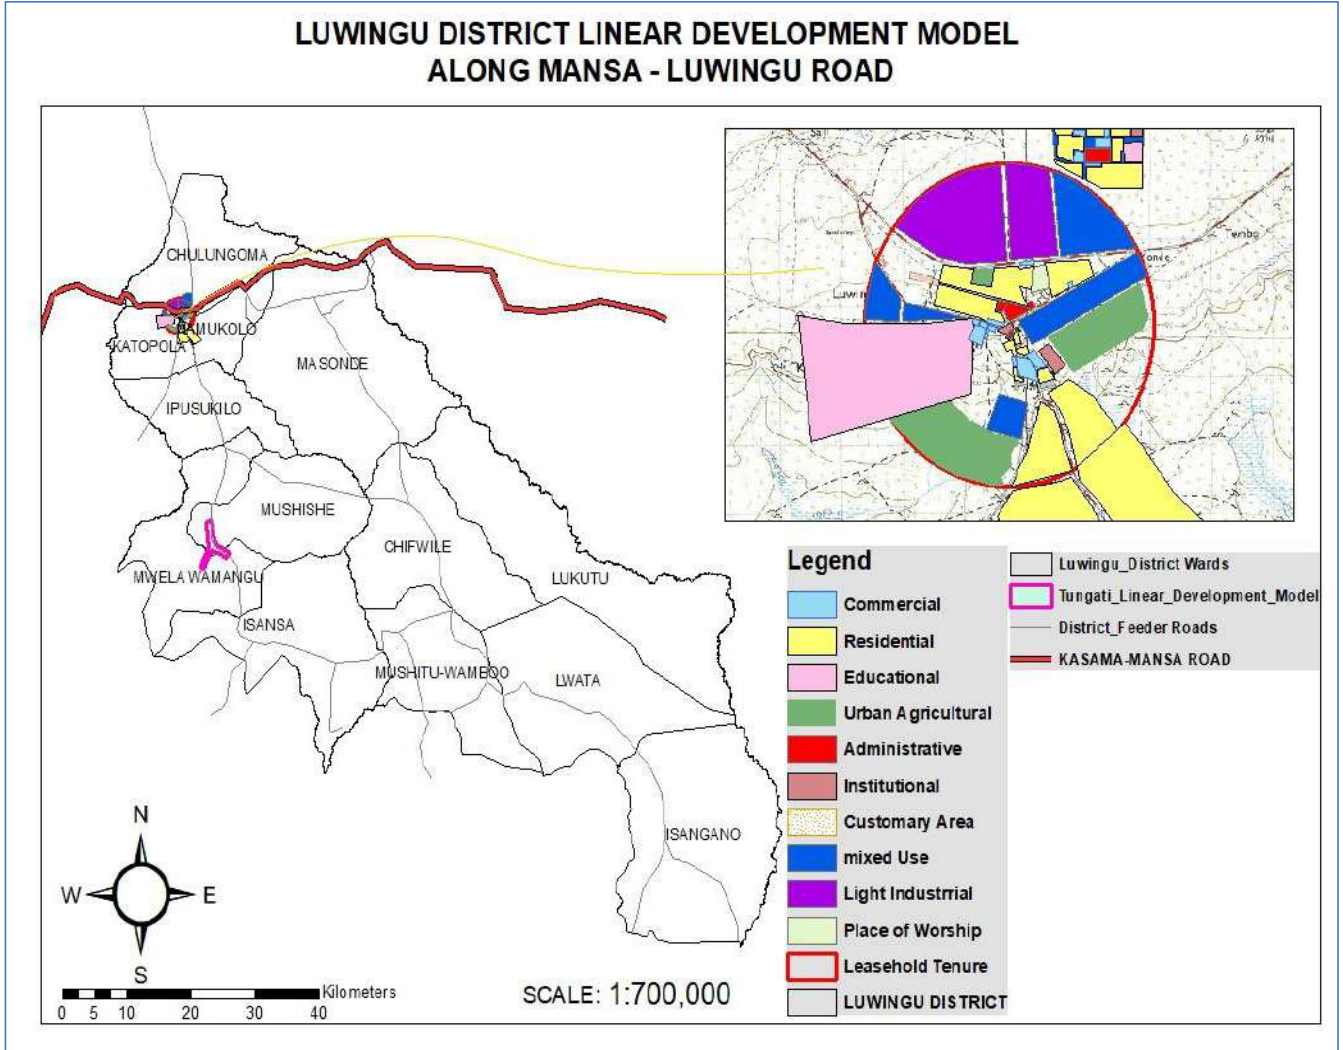 LUWINGU DISTRICT LINEAR DEVELOPMENT MODEL
ALONG MANSA - LUWINGU ROAD
CHULUNGOMA
KATOPOLA
MASONDE
IPUSUKILO
MUSHISHE
CHIFWILE
MWELA WAMANGU
LUKUTU
ISANSA
MUSHITU-WAMBOO
LWATA
ISANGANO
N
W
E
S
Kilometers
0 5 10 20 30 40
SCALE: 1:700,000
Legend
Commercial
Residential
Educational
Urban Agricultural
Administrative
Institutional
Customary Area
mixed Use
Light Industrrial
Place of Worship
Leasehold Tenure
LUWINGU DISTRICT
Luwingu_District Wards
Tungati_Linear_Development_Model
District_Feeder Roads
KASAMA-MANSA ROAD